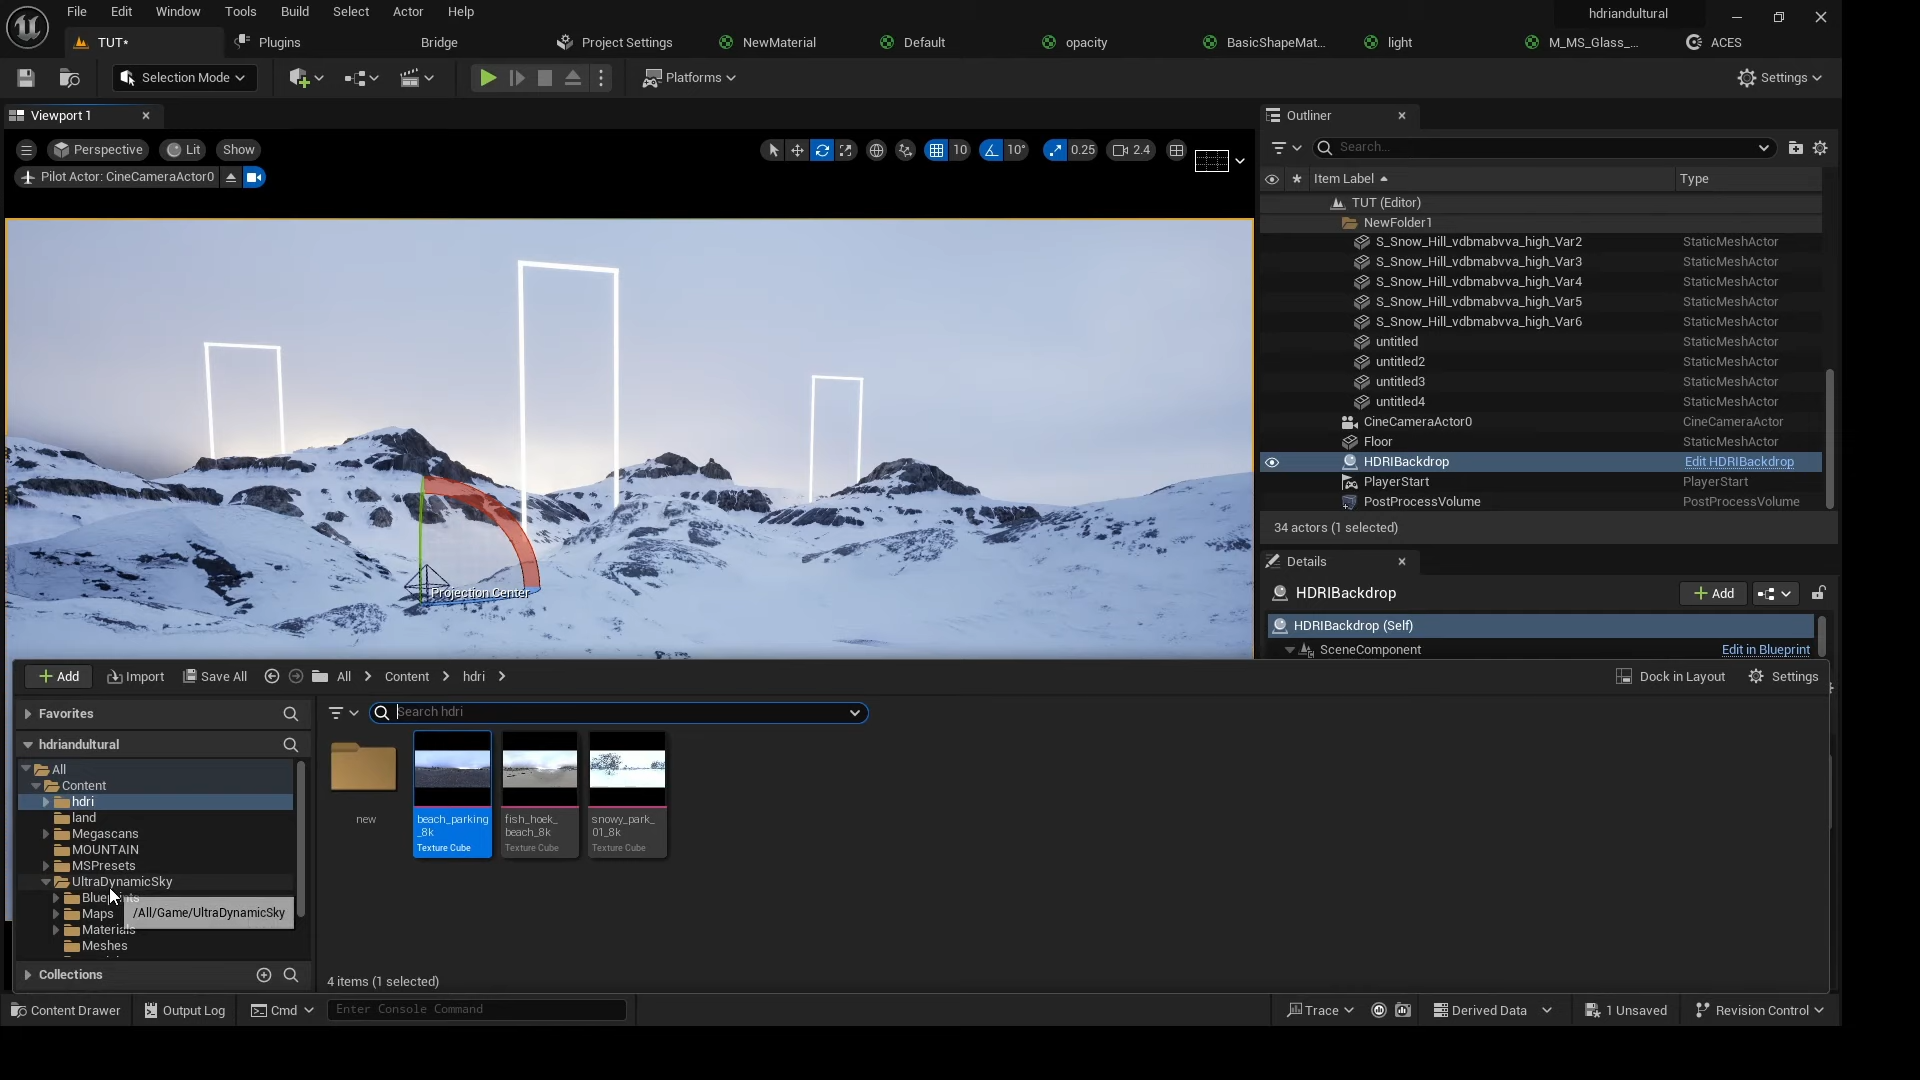 File Edit Window Tools Build Select Actor Help hdriandultural
TUT* Plugins Bridge Project Settings NewMaterial Default opacity BasicShapeMat... light M_MS_Glass_... ACES
Selection Mode Platforms Settings
Viewport 1
Perspective Lit Show 10 10° 0.25 2.4
Pilot Actor: CineCameraActor0
Projection Center
Outliner
Search...
Item Label Type
TUT (Editor)
NewFolder1
S_Snow_Hill_vdbmabvva_high_Var2 StaticMeshActor
S_Snow_Hill_vdbmabvva_high_Var3 StaticMeshActor
S_Snow_Hill_vdbmabvva_high_Var4 StaticMeshActor
S_Snow_Hill_vdbmabvva_high_Var5 StaticMeshActor
S_Snow_Hill_vdbmabvva_high_Var6 StaticMeshActor
untitled StaticMeshActor
untitled2 StaticMeshActor
untitled3 StaticMeshActor
untitled4 StaticMeshActor
CineCameraActor0 CineCameraActor
Floor StaticMeshActor
HDRIBackdrop Edit HDRIBackdrop
PlayerStart PlayerStart
PostProcessVolume PostProcessVolume
34 actors (1 selected)
Details
HDRIBackdrop Add
HDRIBackdrop (Self)
SceneComponent Edit in Blueprint
Add Import Save All All Content hdri Dock in Layout Settings
Favorites
hdriandultural
All
Content
hdri
land
Megascans
MOUNTAIN
MSPresets
UltraDynamicSky
Blueprints
Maps
/All/Game/UltraDynamicSky
Materials
Meshes
Collections
Search hdri
new
beach_parking
_8k
Texture Cube
fish_hoek_
beach_8k
Texture Cube
snowy_park_
01_8k
Texture Cube
4 items (1 selected)
Content Drawer Output Log Cmd Enter Console Command Trace Derived Data 1 Unsaved Revision Control